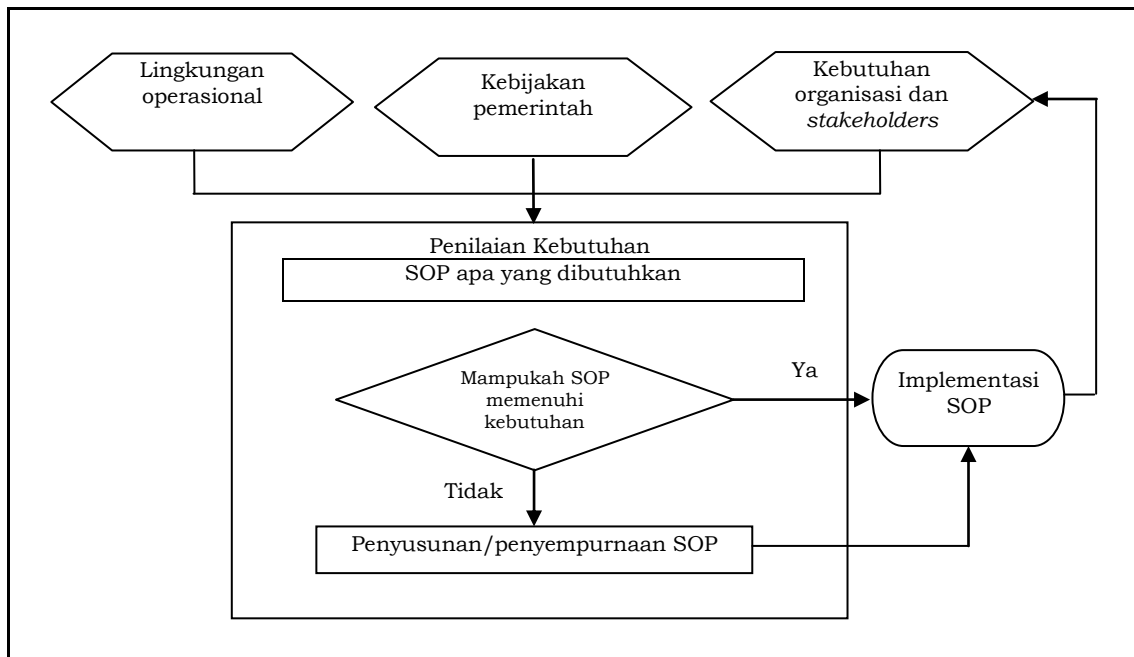 Lingkungan
operasional
Kebijakan
pemerintah
Kebutuhan
organisasi dan
stakeholders
Penilaian Kebutuhan
SOP apa yang dibutuhkan
Mampukah SOP
memenuhi
kebutuhan
Ya
Implementasi
SOP
Tidak
Penyusunan/penyempurnaan SOP